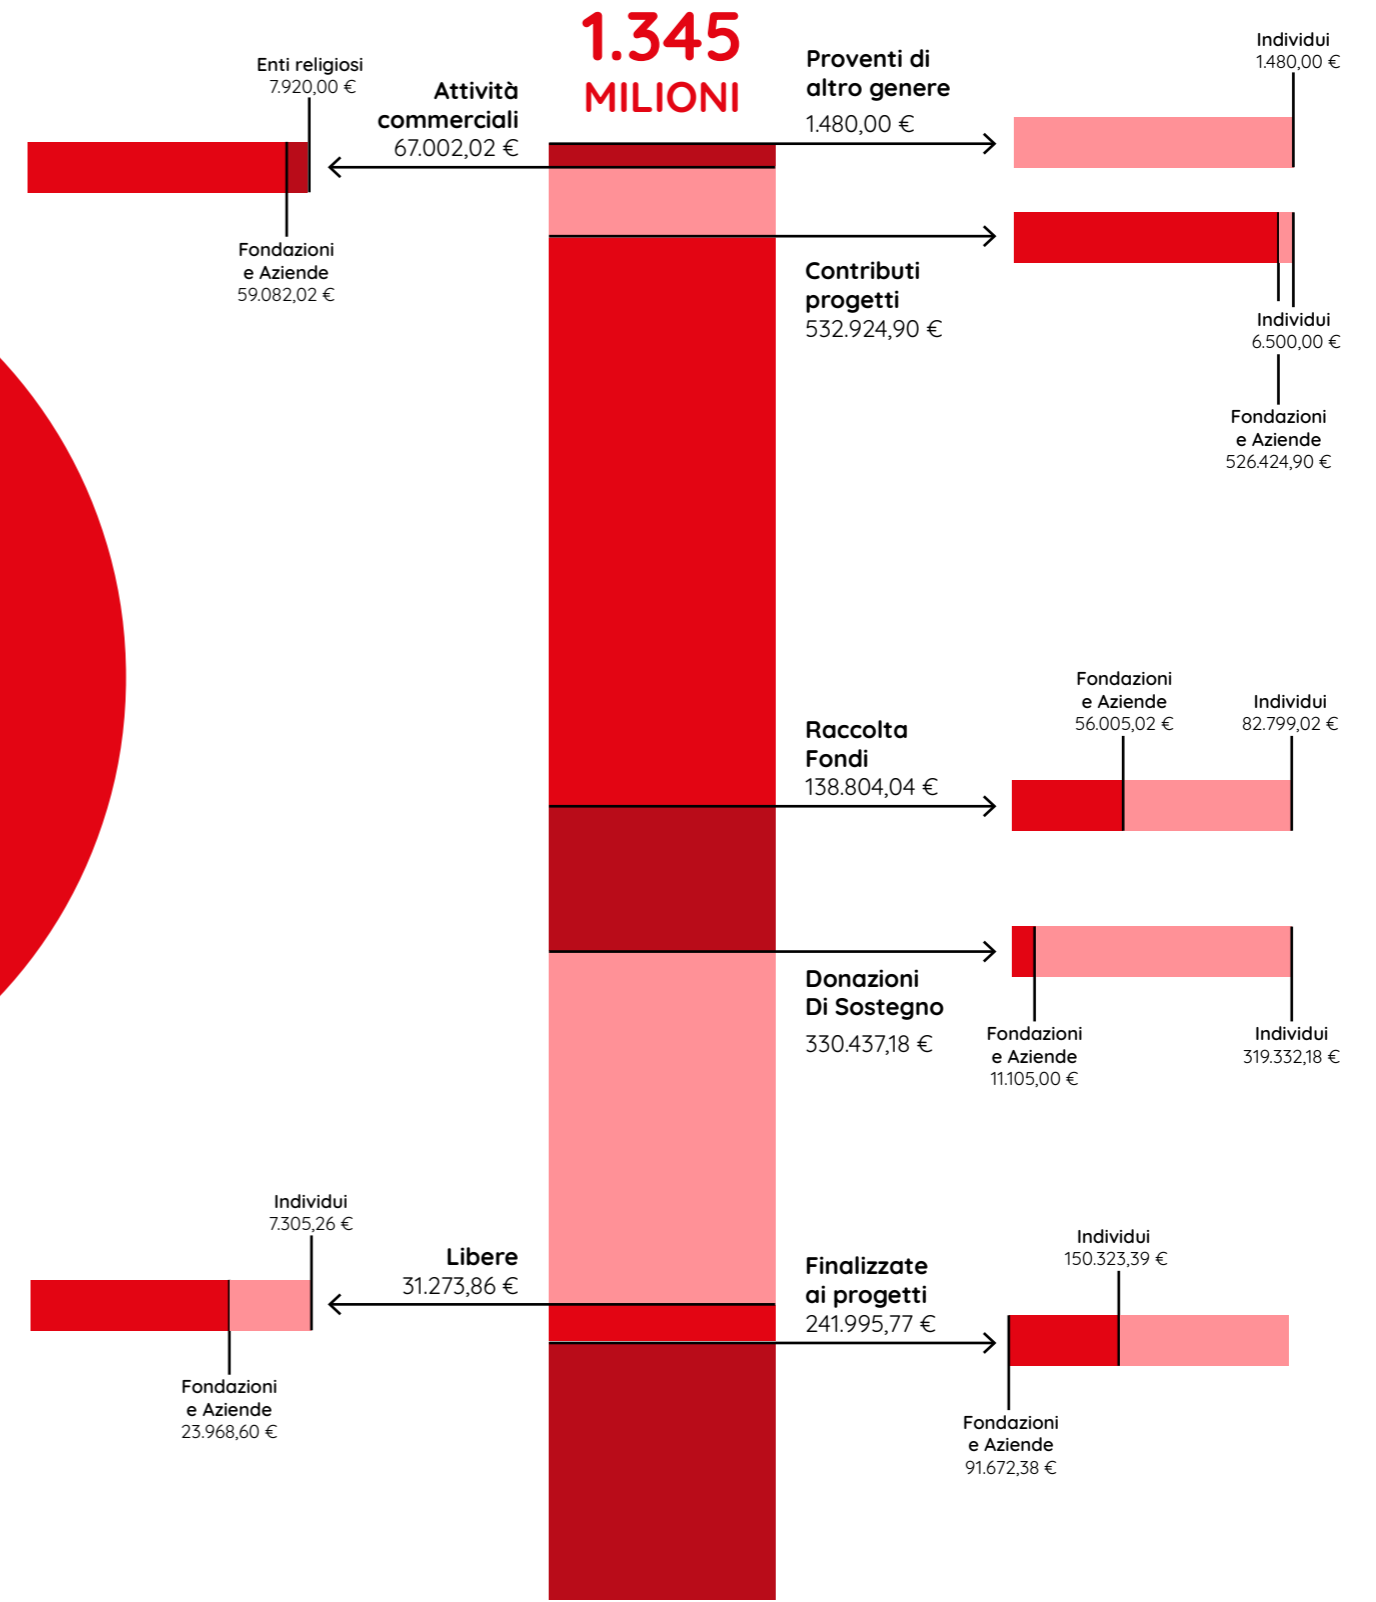 1.345
MILIONI
Enti religiosi
7.920,00 €
Attività
commerciali
67.002,02 €
Fondazioni
e Aziende
59.082,02 €
Proventi di
altro genere
1.480,00 €
Individui
1.480,00 €
Contributi
progetti
532.924,90 €
Individui
6.500,00 €
Fondazioni
e Aziende
526.424,90 €
Raccolta
Fondi
138.804,04 €
Fondazioni
e Aziende
56.005,02 €
Individui
82.799,02 €
Donazioni
Di Sostegno
330.437,18 €
Fondazioni
e Aziende
11.105,00 €
Individui
319.332,18 €
Individui
7.305,26 €
Libere
31.273,86 €
Fondazioni
e Aziende
23.968,60 €
Finalizzate
ai progetti
241.995,77 €
Individui
150.323,39 €
Fondazioni
e Aziende
91.672,38 €